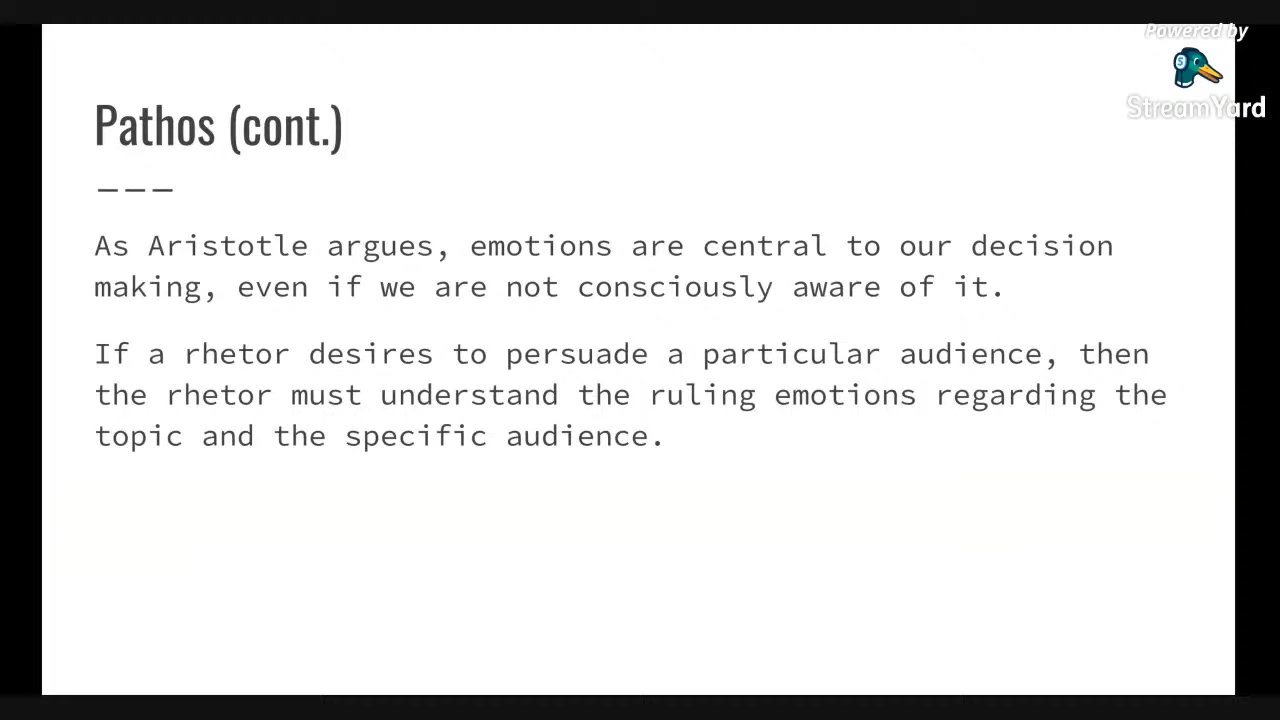 Powered by
S
StreamYard
Pathos (cont.)
As Aristotle argues, emotions are central to our decision
making, even if we are not consciously aware of it.
If a rhetor desires to persuade a particular audience, then
the rhetor must understand the ruling emotions regarding the
topic and the specific audience.